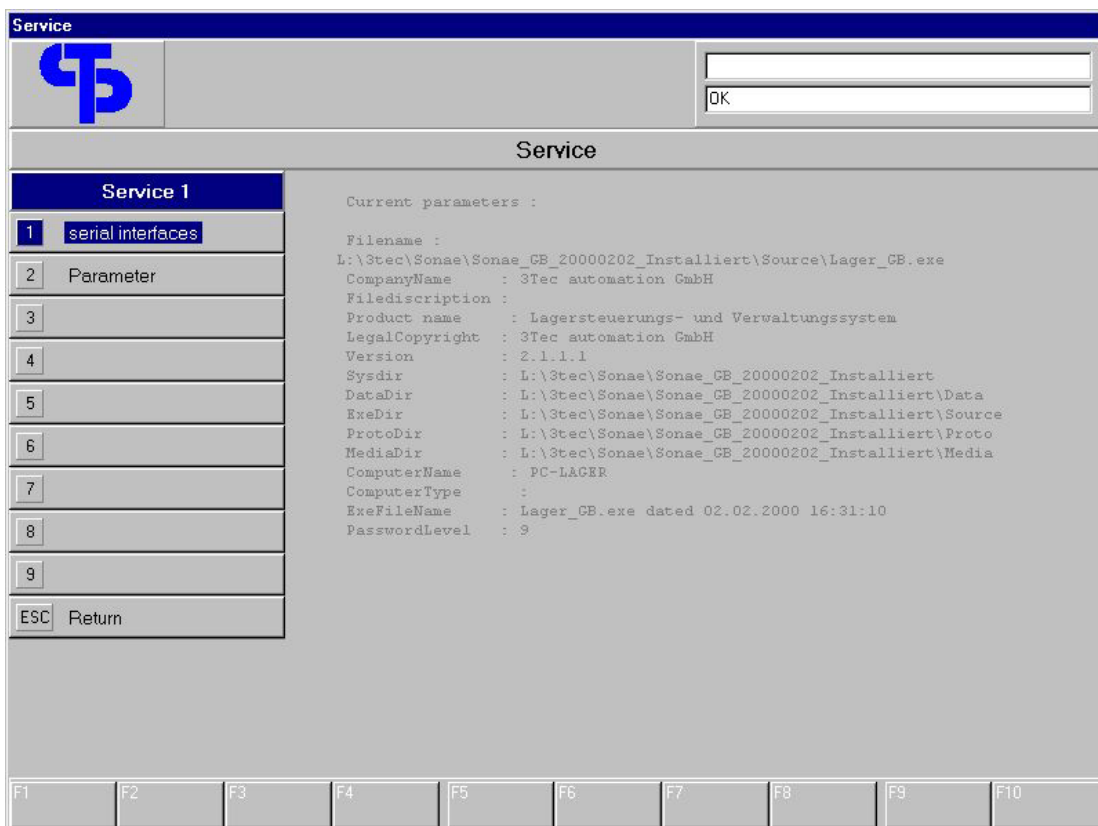 Service
OK
Service
Service 1
1 serial interfaces
2 Parameter
3
4
5
6
7
8
9
ESC Return
Current parameters :
Filename :
L:\3tec\Sonae\Sonae_GB_20000202_Installiert\Source\Lager_GB.exe
CompanyName : 3Tec automation GmbH
Filediscription :
Product name : Lagersteuerungs- und Verwaltungssystem
LegalCopyright : 3Tec automation GmbH
Version : 2.1.1.1
Sysdir : L:\3tec\Sonae\Sonae_GB_20000202_Installiert
DataDir : L:\3tec\Sonae\Sonae_GB_20000202_Installiert\Data
ExeDir : L:\3tec\Sonae\Sonae_GB_20000202_Installiert\Source
ProtoDir : L:\3tec\Sonae\Sonae_GB_20000202_Installiert\Proto
MediaDir : L:\3tec\Sonae\Sonae_GB_20000202_Installiert\Media
ComputerName : PC-LAGER
ComputerType :
ExeFileName : Lager_GB.exe dated 02.02.2000 16:31:10
PasswordLevel : 9
F1 F2 F3 F4 F5 F6 F7 F8 F9 F10